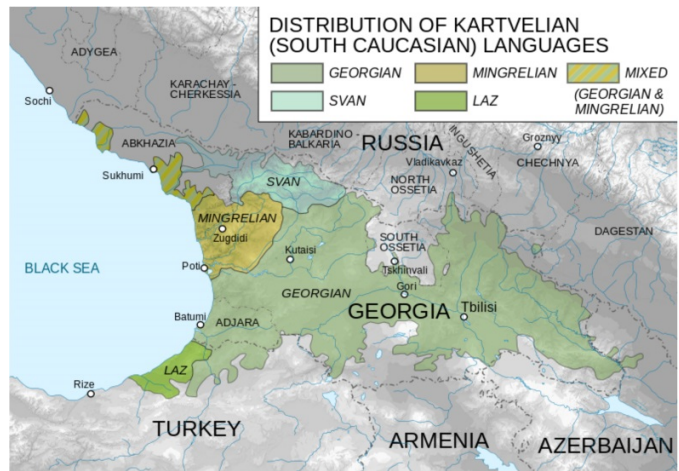 DISTRIBUTION OF KARTVELIAN
(SOUTH CAUCASIAN) LANGUAGES
GEORGIAN
MINGRELIAN
MIXED
(GEORGIAN &
MINGRELIAN)
SVAN
LAZ
ADYGEA
Sochi
KARACHAY -
CHERKESSIA
ABKHAZIA
KABARDINO -
BALKARIA
RUSSIA
INGUSHETIA
Groznyy
CHECHNYA
Vladikavkaz
Sukhumi
SVAN
NORTH
OSSETIA
MINGRELIAN
Zugdidi
DAGESTAN
SOUTH
OSSETIA
Kutaisi
BLACK SEA
Poti
Tskhinvali
Gori
GEORGIAN
GEORGIA
Tbilisi
Batumi
ADJARA
LAZ
Rize
TURKEY
ARMENIA
AZERBAIJAN